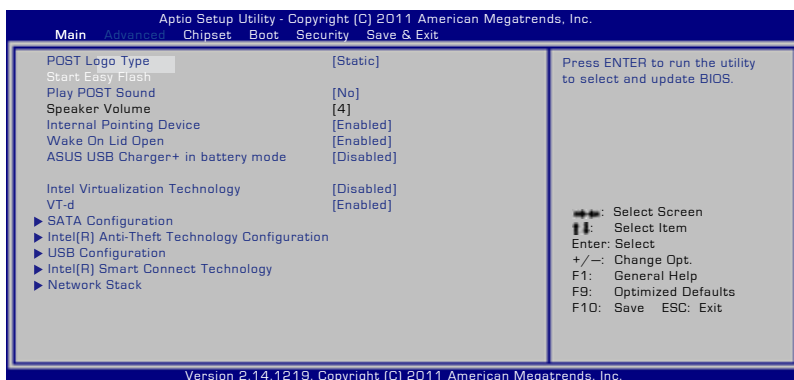 Aptio Setup Utility - Copyright (C) 2011 American Megatrends, Inc.
Main Advanced Chipset Boot Security Save & Exit
POST Logo Type [Static]
Start Easy Flash
Play POST Sound [No]
Speaker Volume [4]
Internal Pointing Device [Enabled]
Wake On Lid Open [Enabled]
ASUS USB Charger+ in battery mode [Disabled]
Intel Virtualization Technology [Disabled]
VT-d [Enabled]
SATA Configuration
Intel(R) Anti-Theft Technology Configuration
USB Configuration
Intel(R) Smart Connect Technology
Network Stack
Press ENTER to run the utility
to select and update BIOS.
→←: Select Screen
↑↓: Select Item
Enter: Select
+/—: Change Opt.
F1: General Help
F9: Optimized Defaults
F10: Save ESC: Exit
Version 2.14.1219. Copyright (C) 2011 American Megatrends, Inc.